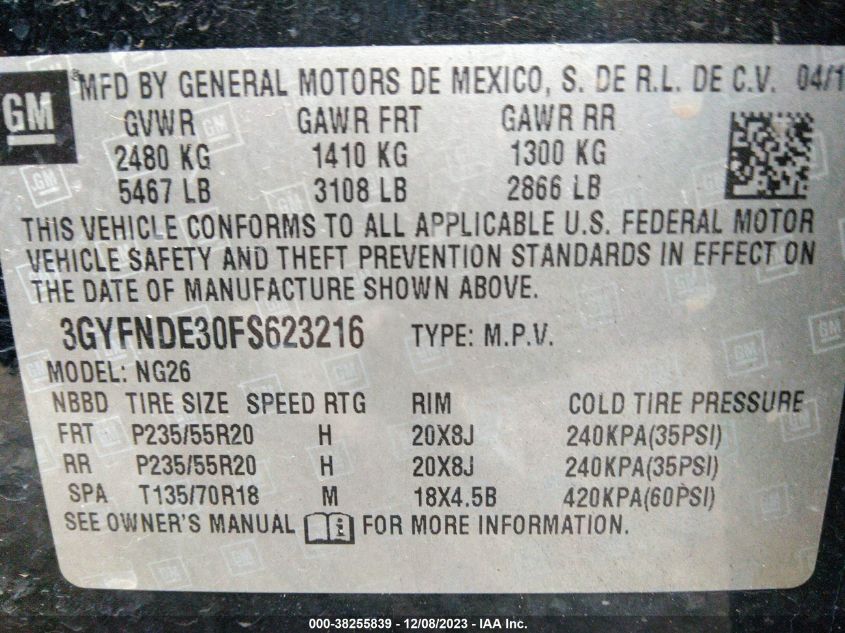 GM
® MFD BY GENERAL MOTORS DE MEXICO, S. DE R.L. DE C.V. 04/1
GVWR GAWR FRT GAWR RR
2480 KG 1410 KG 1300 KG
5467 LB 3108 LB 2866 LB
THIS VEHICLE CONFORMS TO ALL APPLICABLE U.S. FEDERAL MOTOR
VEHICLE SAFETY AND THEFT PREVENTION STANDARDS IN EFFECT ON
THE DATE OF MANUFACTURE SHOWN ABOVE.
3GYFNDE30FS623216 TYPE: M.P.V.
MODEL: NG26
NBBD TIRE SIZE SPEED RTG RIM COLD TIRE PRESSURE
FRT P235/55R20 H 20X8J 240KPA(35PSI)
RR P235/55R20 H 20X8J 240KPA(35PSI)
SPA T135/70R18 M 18X4.5B 420KPA(60PSI)
SEE OWNER'S MANUAL i FOR MORE INFORMATION.
000-38255839 - 12/08/2023 - IAA Inc.